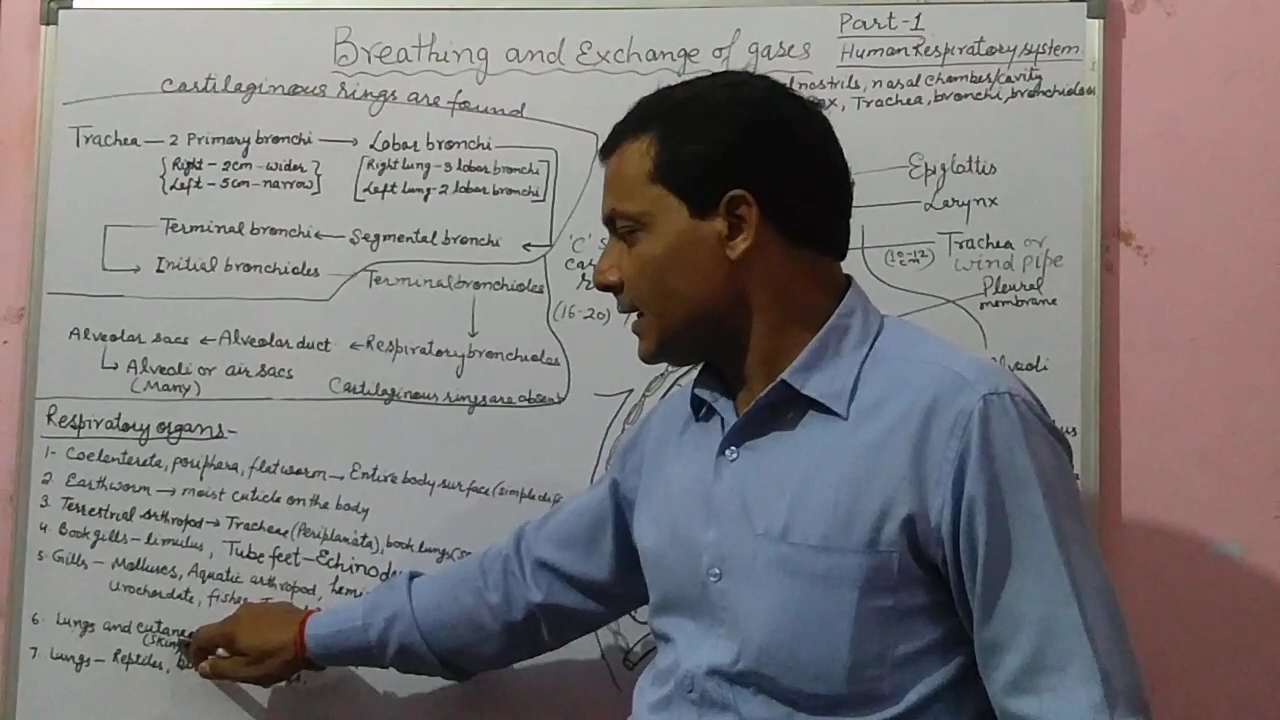 Part-1
Breathing and Exchange of gases
Human Respiratory system
nostrils, nasal chambers/cavity
Trachea, bronchi, bronchioles
Cartilaginous rings are found
Trachea — 2 Primary bronchi → Lobar bronchi
{Right - 2cm - wider}
{Left - 5cm - narrow}
[Right lung - 3 lobar bronchi]
[Left lung - 2 lobar bronchi]
Terminal bronchi ← Segmental bronchi
Initial bronchioles — Terminal bronchioles
Alveolar sacs ← Alveolar duct ← Respiratory bronchioles
Alveoli or air sacs
(Many)
Cartilaginous rings are absent
'C'
(16-20)
Epiglottis
Larynx
Trachea or
wind pipe
(10-12
cm)
Pleural
membrane
Respiratory organs-
1- Coelenterata, poriphera, flatworm → Entire body surface (simple
2. Earthworm → moist cuticle on the body
3. Terrestrial arthropod → Tracheae (Periplanata), book lungs
4. Book gills - limulus, Tube feet - 
5. Gills - Molluscs, Aquatic arthropod,
Urochordate,
6. Lungs and
(Skin
7. Lungs - Reptiles,